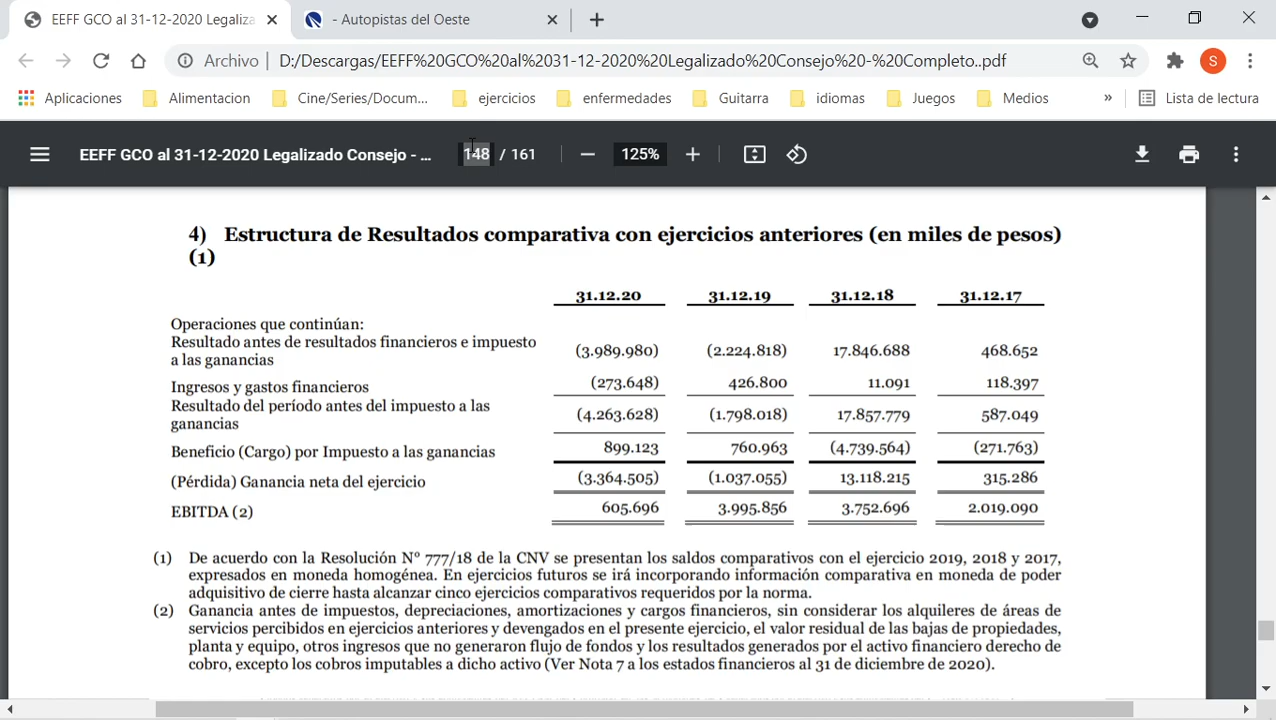 EEFF GCO al 31-12-2020 Legaliza
- Autopistas del Oeste
Archivo
D:/Descargas/EEFF%20GCO%20al%2031-12-2020%20Legalizado%20Consejo%20-%20Completo..pdf
S
Aplicaciones
Alimentacion
Cine/Series/Docum...
ejercicios
enfermedades
Guitarra
idiomas
Juegos
Medios
»
Lista de lectura
EEFF GCO al 31-12-2020 Legalizado Consejo - ...
148 / 161
125%
4) Estructura de Resultados comparativa con ejercicios anteriores (en miles de pesos)
(1)
31.12.20 31.12.19 31.12.18 31.12.17
Operaciones que continúan:
Resultado antes de resultados financieros e impuesto
a las ganancias (3.989.980) (2.224.818) 17.846.688 468.652
Ingresos y gastos financieros (273.648) 426.800 11.091 118.397
Resultado del período antes del impuesto a las
ganancias (4.263.628) (1.798.018) 17.857.779 587.049
Beneficio (Cargo) por Impuesto a las ganancias 899.123 760.963 (4.739.564) (271.763)
(Pérdida) Ganancia neta del ejercicio (3.364.505) (1.037.055) 13.118.215 315.286
EBITDA (2) 605.696 3.995.856 3.752.696 2.019.090
(1) De acuerdo con la Resolución N° 777/18 de la CNV se presentan los saldos comparativos con el ejercicio 2019, 2018 y 2017,
expresados en moneda homogénea. En ejercicios futuros se irá incorporando información comparativa en moneda de poder
adquisitivo de cierre hasta alcanzar cinco ejercicios comparativos requeridos por la norma.
(2) Ganancia antes de impuestos, depreciaciones, amortizaciones y cargos financieros, sin considerar los alquileres de áreas de
servicios percibidos en ejercicios anteriores y devengados en el presente ejercicio, el valor residual de las bajas de propiedades,
planta y equipo, otros ingresos que no generaron flujo de fondos y los resultados generados por el activo financiero derecho de
cobro, excepto los cobros imputables a dicho activo (Ver Nota 7 a los estados financieros al 31 de diciembre de 2020).